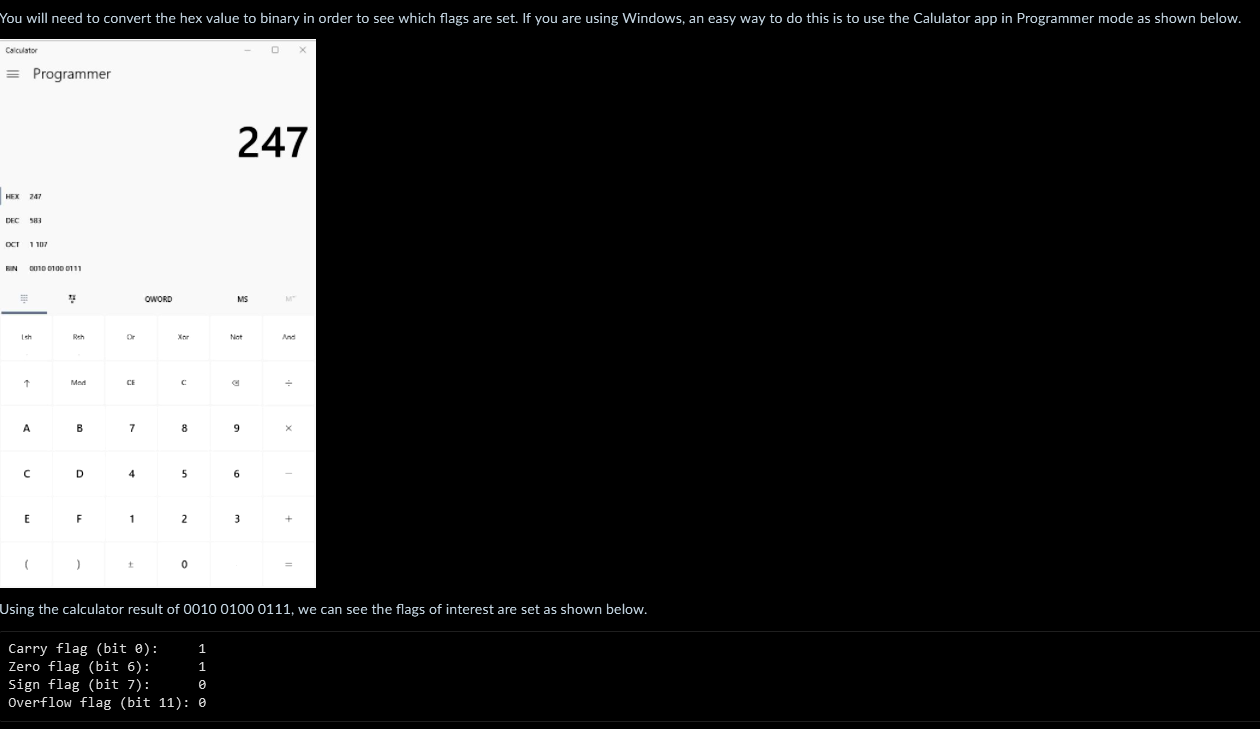 You will need to convert the hex value to binary in order to see which flags are set. If you are using Windows, an easy way to do this is to use the Calulator app in Programmer mode as shown below.
Calculator
Programmer
247
HEX 247
DEC 583
OCT 1 107
BIN 0010 0100 0111
QWORD MS M
Lsh Rsh Or Xor Not And
↑ Mod CE C ÷
A B 7 8 9 ×
C D 4 5 6 −
E F 1 2 3 +
( ) ± 0 =
Using the calculator result of 0010 0100 0111, we can see the flags of interest are set as shown below.
Carry flag (bit 0): 1
Zero flag (bit 6): 1
Sign flag (bit 7): 0
Overflow flag (bit 11): 0